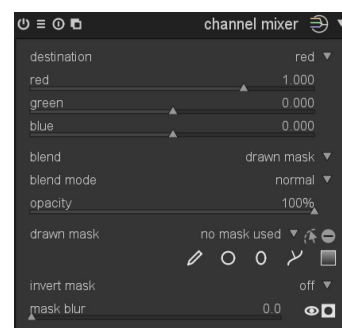 channel mixer
destination red
red 1.000
green 0.000
blue 0.000
blend drawn mask
blend mode normal
opacity 100%
drawn mask no mask used
invert mask off
mask blur 0.0